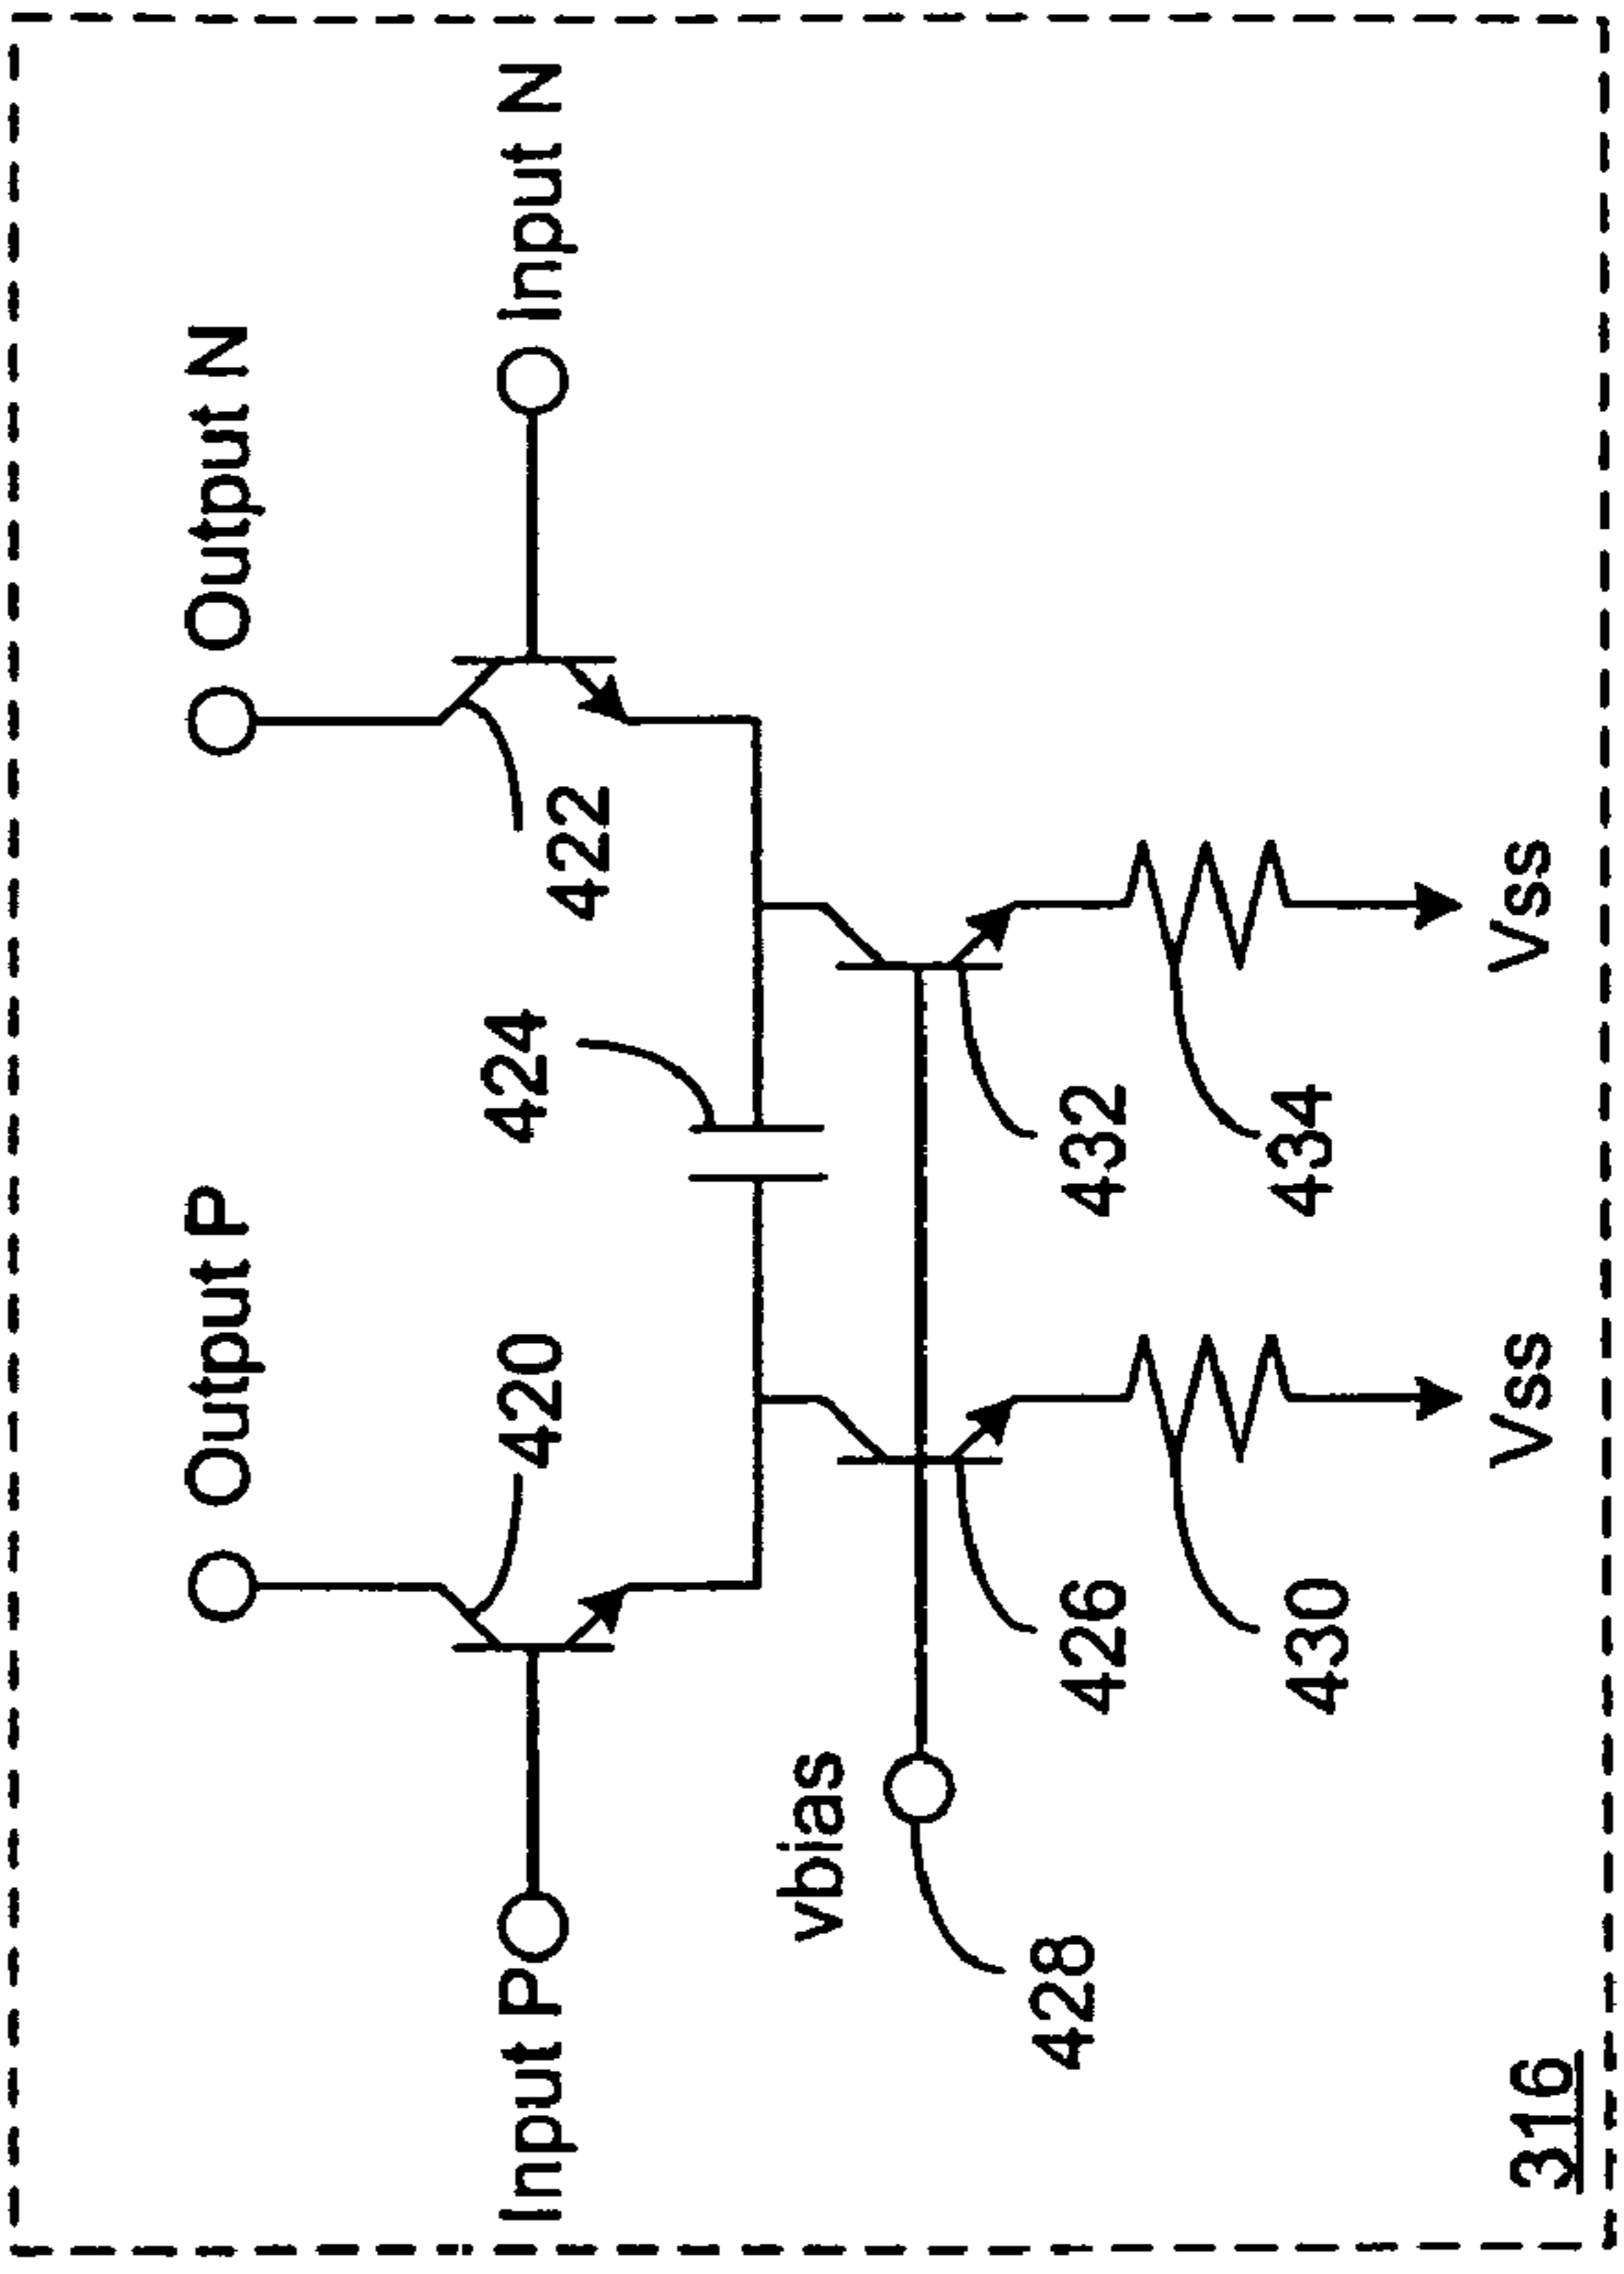 Output P
Output N
Input P
420
422
Input N
424
vbias
428
426
432
430
434
Vss
Vss
316